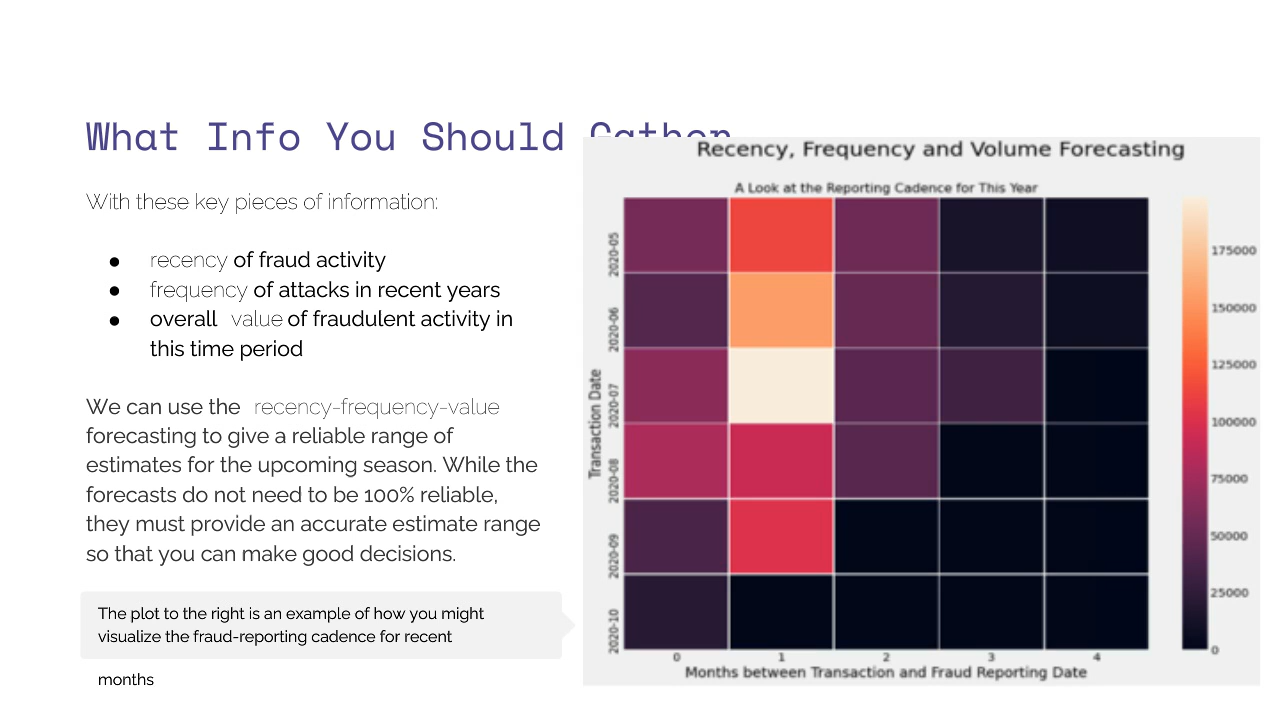 What Info You Should Gather
With these key pieces of information:
● recency of fraud activity
● frequency of attacks in recent years
● overall value of fraudulent activity in
this time period
We can use the recency-frequency-value
forecasting to give a reliable range of
estimates for the upcoming season. While the
forecasts do not need to be 100% reliable,
they must provide an accurate estimate range
so that you can make good decisions.
The plot to the right is an example of how you might
visualize the fraud-reporting cadence for recent
months
Recency, Frequency and Volume Forecasting
A Look at the Reporting Cadence for This Year
Transaction Date
2020-05
2020-06
2020-07
2020-08
2020-09
2020-10
0 1 2 3 4
Months between Transaction and Fraud Reporting Date
175000
150000
125000
100000
75000
50000
25000
0